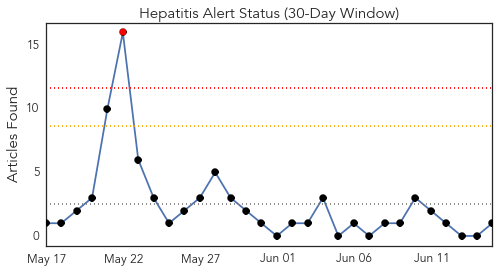 Hepatitis Alert Status (30-Day Window)
Articles Found
15
10
5
0
May 17 May 22 May 27 Jun 01 Jun 06 Jun 11